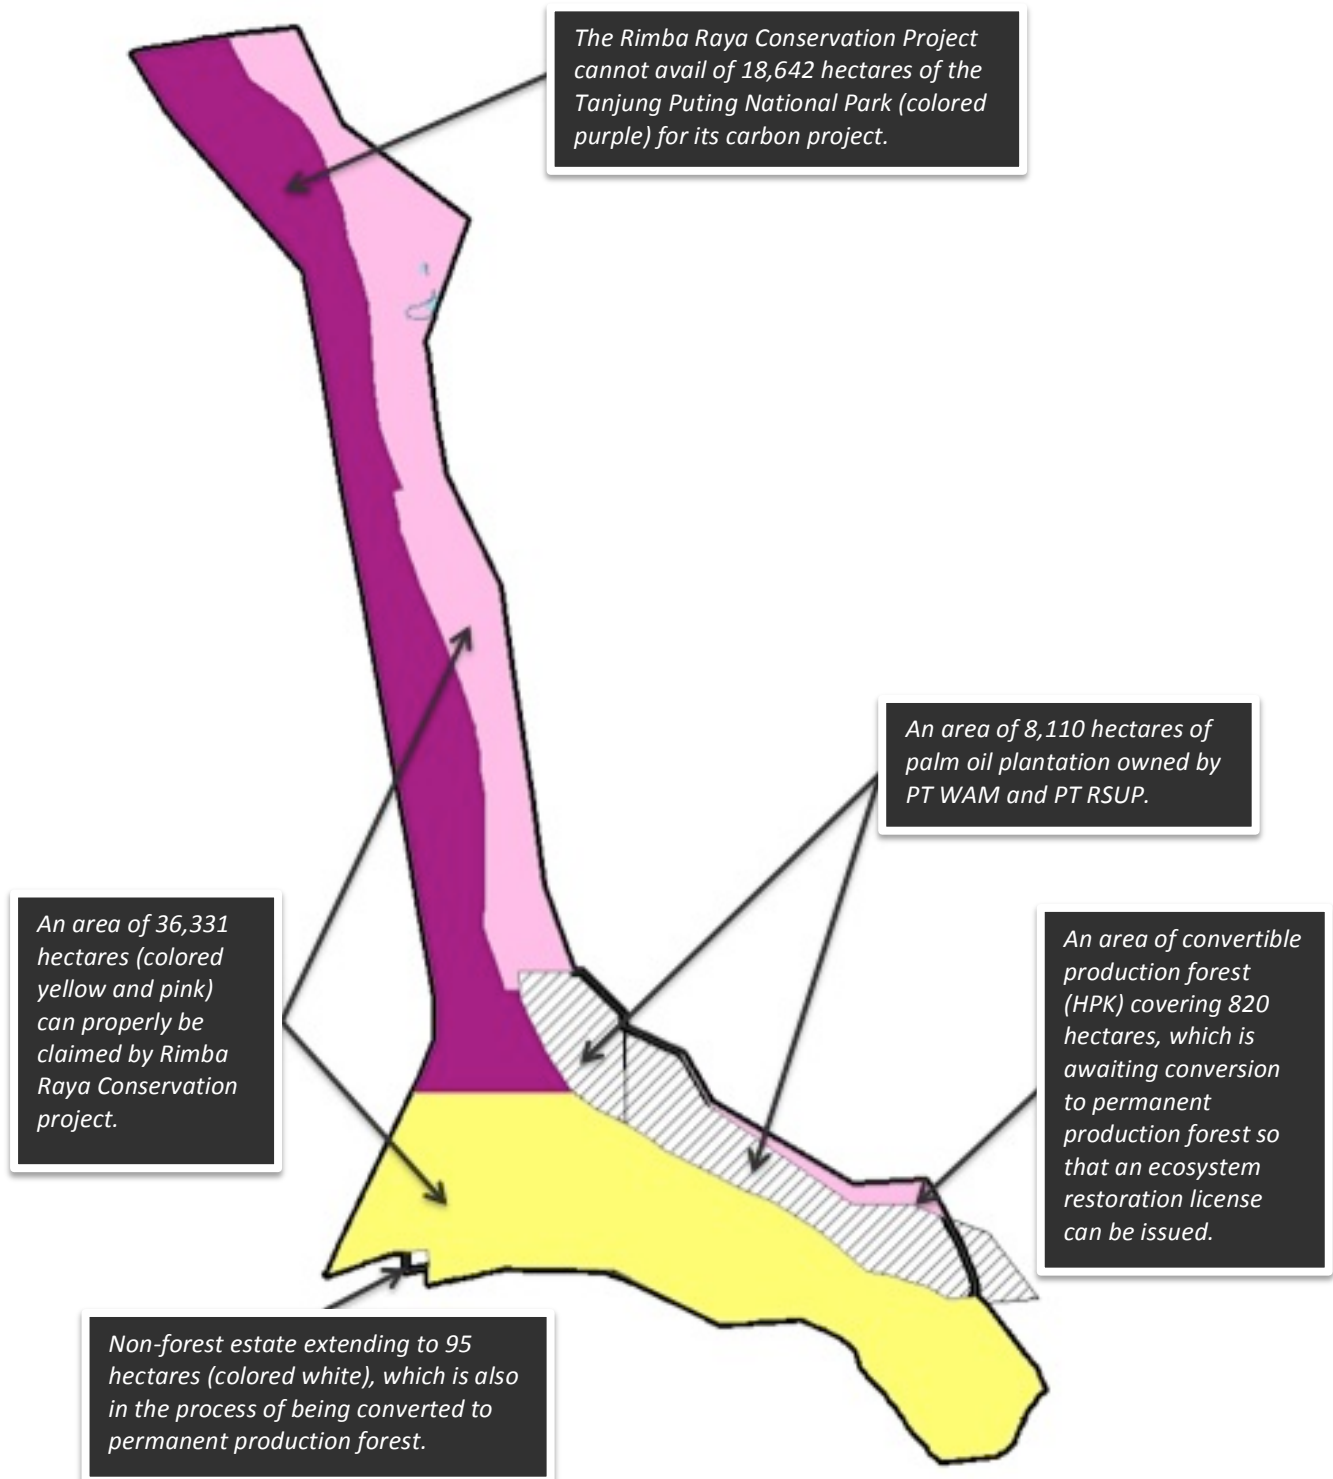 The Rimba Raya Conservation Project
cannot avail of 18,642 hectares of the
Tanjung Puting National Park (colored
purple) for its carbon project.
An area of 8,110 hectares of
palm oil plantation owned by
PT WAM and PT RSUP.
An area of 36,331
hectares (colored
yellow and pink)
can properly be
claimed by Rimba
Raya Conservation
project.
An area of convertible
production forest
(HPK) covering 820
hectares, which is
awaiting conversion
to permanent
production forest so
that an ecosystem
restoration license
can be issued.
Non-forest estate extending to 95
hectares (colored white), which is also
in the process of being converted to
permanent production forest.